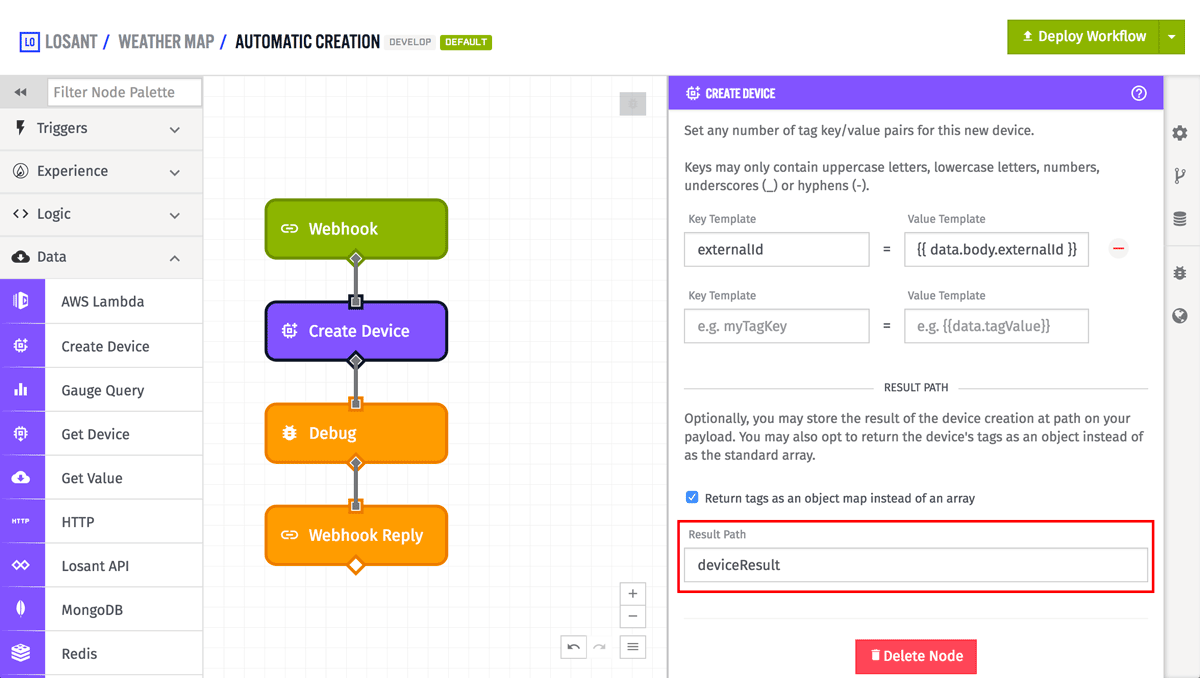 LO LOSANT / WEATHER MAP / AUTOMATIC CREATION DEVELOP DEFAULT
Deploy Workflow
Filter Node Palette
Triggers
Experience
Logic
Data
AWS Lambda
Create Device
Gauge Query
Get Device
Get Value
HTTP HTTP
Losant API
MongoDB
Redis
Webhook
Create Device
Debug
Webhook Reply
+
−
CREATE DEVICE
Set any number of tag key/value pairs for this new device.
Keys may only contain uppercase letters, lowercase letters, numbers,
underscores (_) or hyphens (-).
Key Template Value Template
externalId = {{ data.body.externalId }}
Key Template Value Template
e.g. myTagKey = e.g. {{data.tagValue}}
RESULT PATH
Optionally, you may store the result of the device creation at path on your
payload. You may also opt to return the device's tags as an object instead of
as the standard array.
Return tags as an object map instead of an array
Result Path
deviceResult
Delete Node